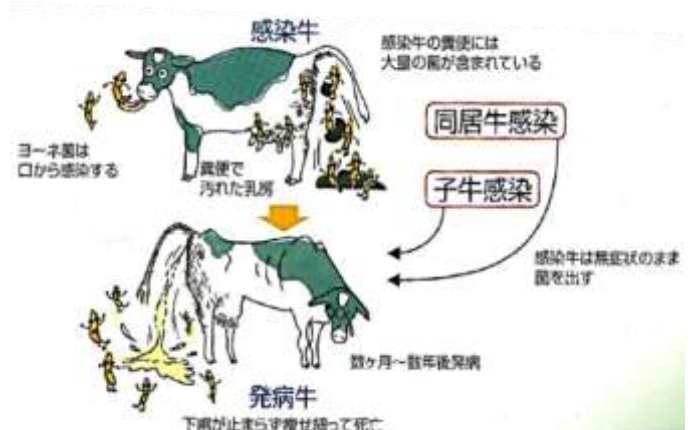 感染牛
感染牛の糞便には
大量の菌が含まれている
同居牛感染
ヨーネ菌は
口から感染する
糞便で
汚れた乳房
子牛感染
感染牛は無症状のまま
菌を出す
数ヶ月～数年後発病
発病牛
下痢が止まらず痩せ細って死亡